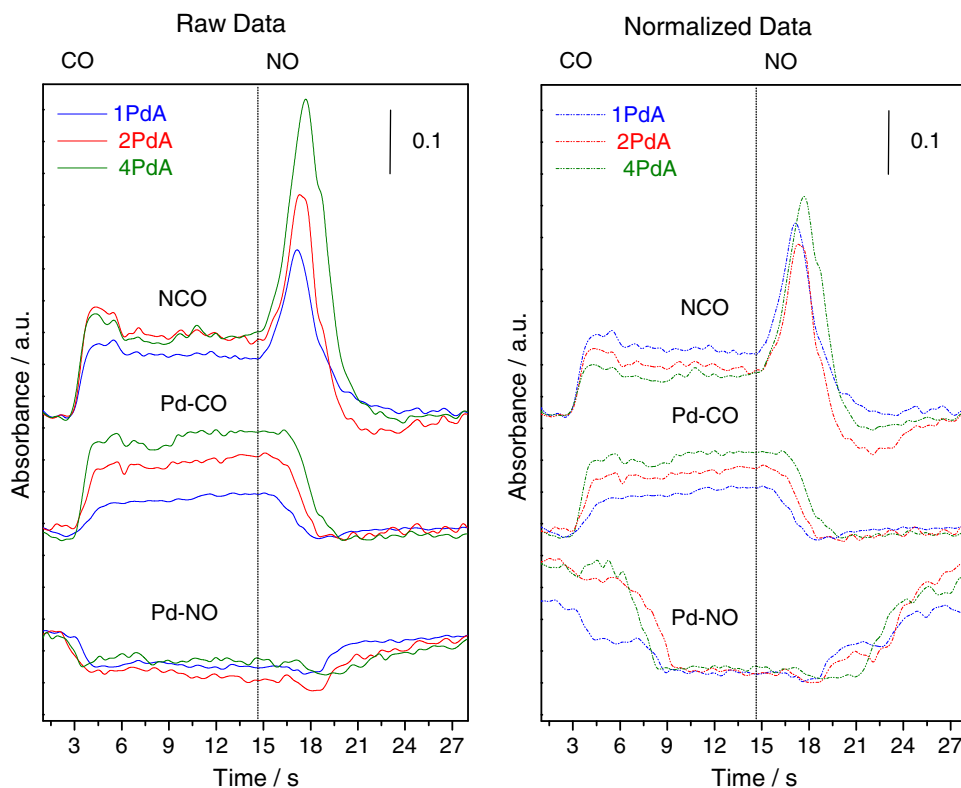 Raw Data
CO NO
1PdA
2PdA
4PdA
0.1
NCO
Pd-CO
Pd-NO
Absorbance / a.u.
3 6 9 12 15 18 21 24 27
Time / s
Normalized Data
CO NO
1PdA
2PdA
4PdA
0.1
NCO
Pd-CO
Pd-NO
Absorbance / a.u.
3 6 9 12 15 18 21 24 27
Time / s